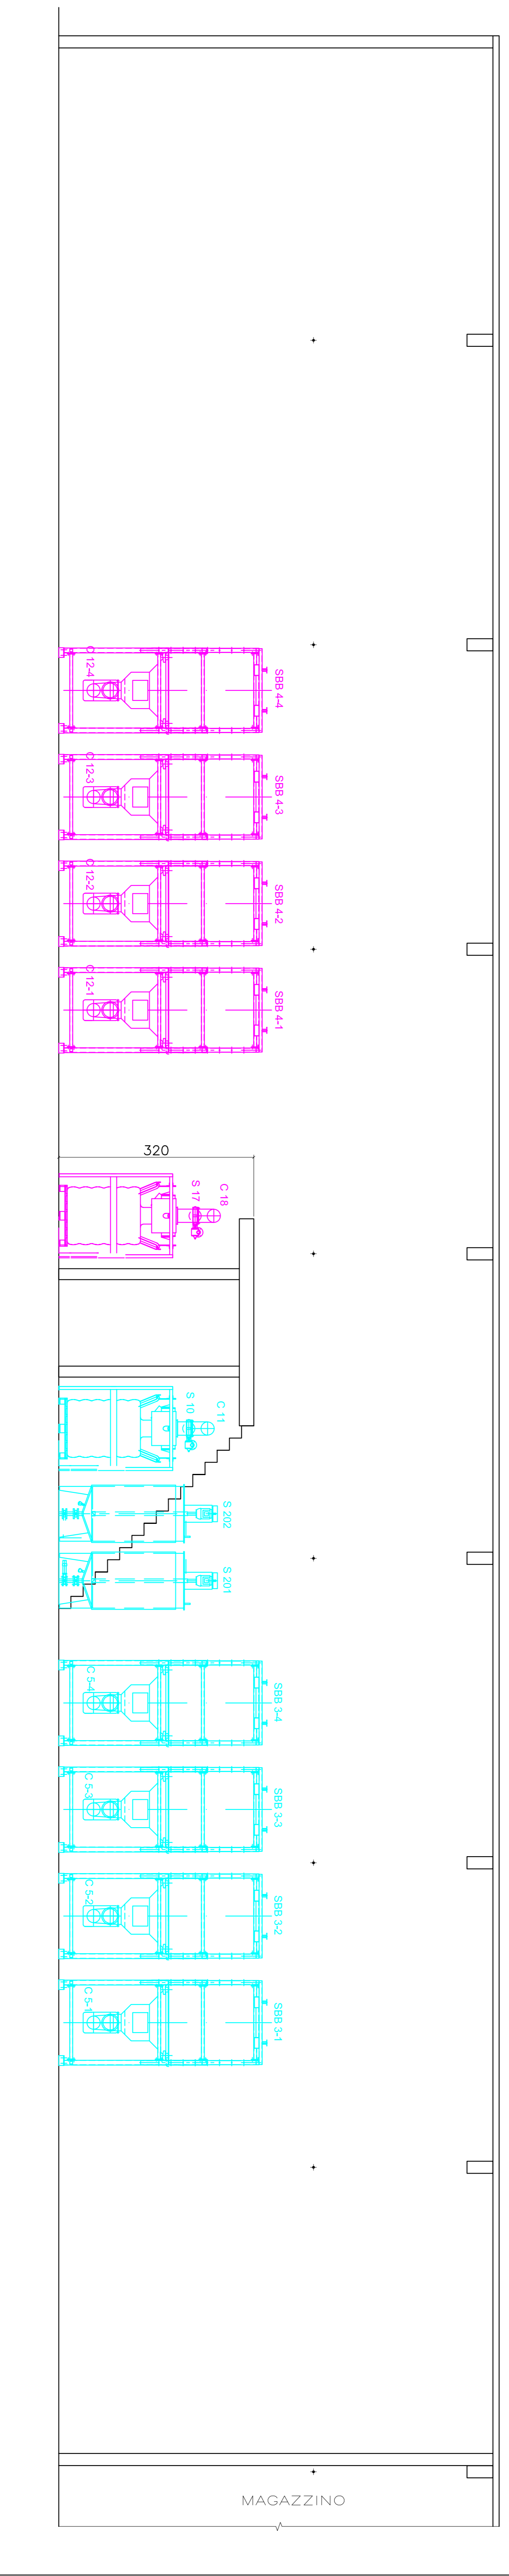 C 12-4
SBB 4-4
C 12-3
SBB 4-3
C 12-2
SBB 4-2
C 12-1
SBB 4-1
320
S 17
C 18
S 10
C 11
S 202
S 201
C 5-4
SBB 3-4
C 5-3
SBB 3-3
C 5-2
SBB 3-2
C 5-1
SBB 3-1
MAGAZZINO